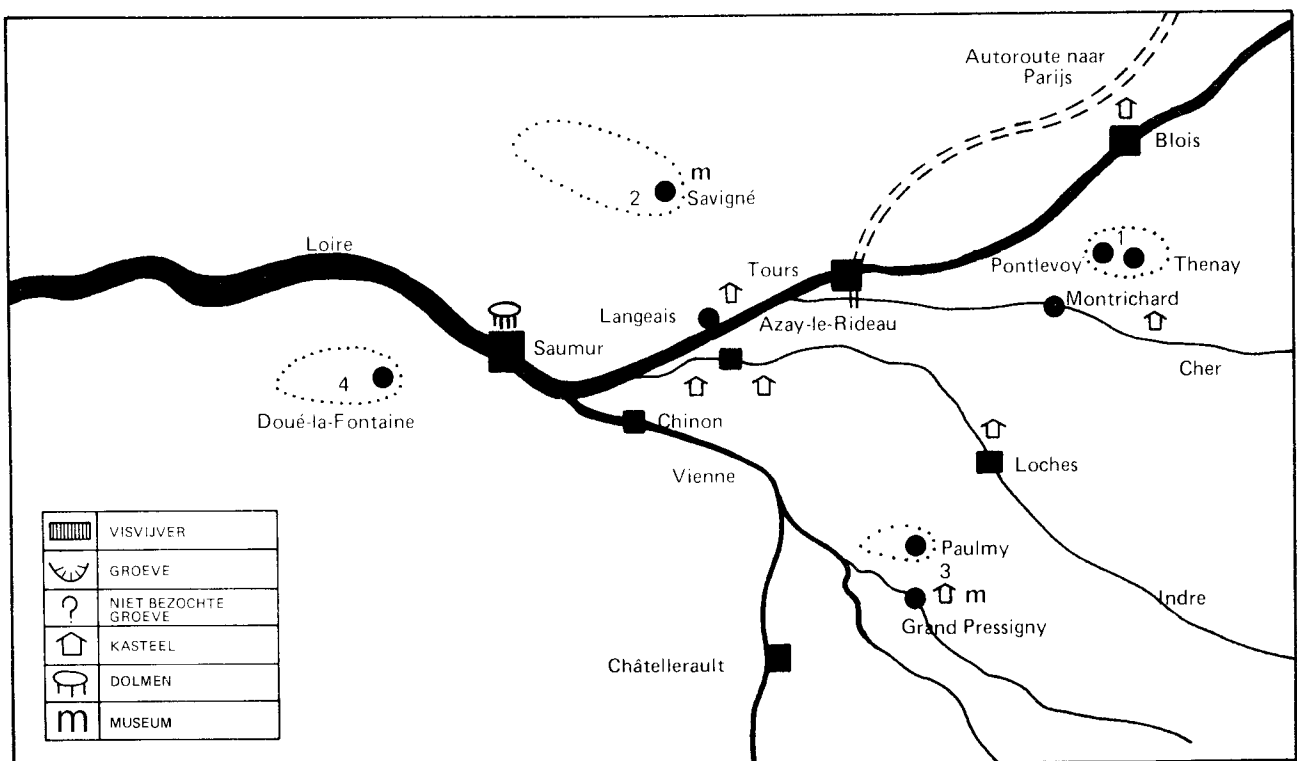 Autoroute naar
Parijs
Blois
m
2
Savigné
Loire
1
Tours
Pontlevoy
Thenay
Langeais
Montrichard
Azay-le-Rideau
Saumur
Cher
4
Doué-la-Fontaine
Chinon
Loches
Vienne
VISVIJVER
Paulmy
GROEVE
3
?
NIET BEZOCHTE
GROEVE
m
Indre
Grand Pressigny
KASTEEL
Châtellerault
DOLMEN
m
MUSEUM